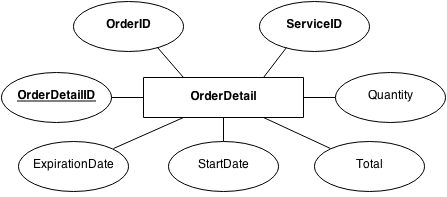 OrderID
ServiceID
OrderDetailID
OrderDetail
Quantity
ExpirationDate
StartDate
Total